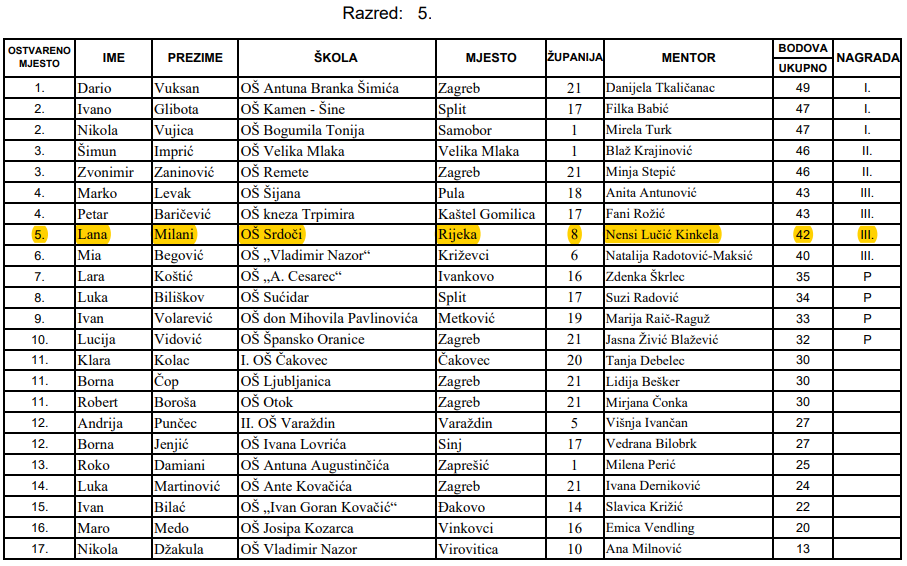 Razred: 5.
OSTVARENO MJESTO IME PREZIME ŠKOLA MJESTO ŽUPANIJA MENTOR BODOVA UKUPNO NAGRADA
1. Dario Vuksan OŠ Antuna Branka Šimića Zagreb 21 Danijela Tkaličanac 49 I.
2. Ivano Glibota OŠ Kamen - Šine Split 17 Filka Babić 47 I.
2. Nikola Vujica OŠ Bogumila Tonija Samobor 1 Mirela Turk 47 I.
3. Šimun Imprić OŠ Velika Mlaka Velika Mlaka 1 Blaž Krajinović 46 II.
3. Zvonimir Zaninović OŠ Remete Zagreb 21 Minja Stepić 46 II.
4. Marko Levak OŠ Šijana Pula 18 Anita Antunović 43 III.
4. Petar Baričević OŠ kneza Trpimira Kaštel Gomilica 17 Fani Rožić 43 III.
5. Lana Milani OŠ Srdoči Rijeka 8 Nensi Lučić Kinkela 42 III.
6. Mia Begović OŠ „Vladimir Nazor“ Križevci 6 Natalija Radotović-Maksić 40 III.
7. Lara Koštić OŠ „A. Cesarec“ Ivankovo 16 Zdenka Škrlec 35 P
8. Luka Biliškov OŠ Sućidar Split 17 Suzi Radović 34 P
9. Ivan Volarević OŠ don Mihovila Pavlinovića Metković 19 Marija Raič-Raguž 33 P
10. Lucija Vidović OŠ Špansko Oranice Zagreb 21 Jasna Živić Blažević 32 P
11. Klara Kolac I. OŠ Čakovec Čakovec 20 Tanja Debelec 30
11. Borna Čop OŠ Ljubljanica Zagreb 21 Lidija Bešker 30
11. Robert Boroša OŠ Otok Zagreb 21 Mirjana Čonka 30
12. Andrija Punčec II. OŠ Varaždin Varaždin 5 Višnja Ivančan 27
12. Borna Jenjić OŠ Ivana Lovrića Sinj 17 Vedrana Bilobrk 27
13. Roko Damiani OŠ Antuna Augustinčića Zaprešić 1 Milena Perić 25
14. Luka Martinović OŠ Ante Kovačića Zagreb 21 Ivana Derniković 24
15. Ivan Bilać OŠ „Ivan Goran Kovačić“ Đakovo 14 Slavica Križić 22
16. Maro Medo OŠ Josipa Kozarca Vinkovci 16 Emica Vendling 20
17. Nikola Džakula OŠ Vladimir Nazor Virovitica 10 Ana Milnović 13